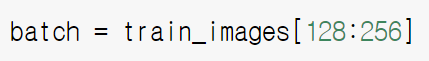 batch = train_images[128:256]